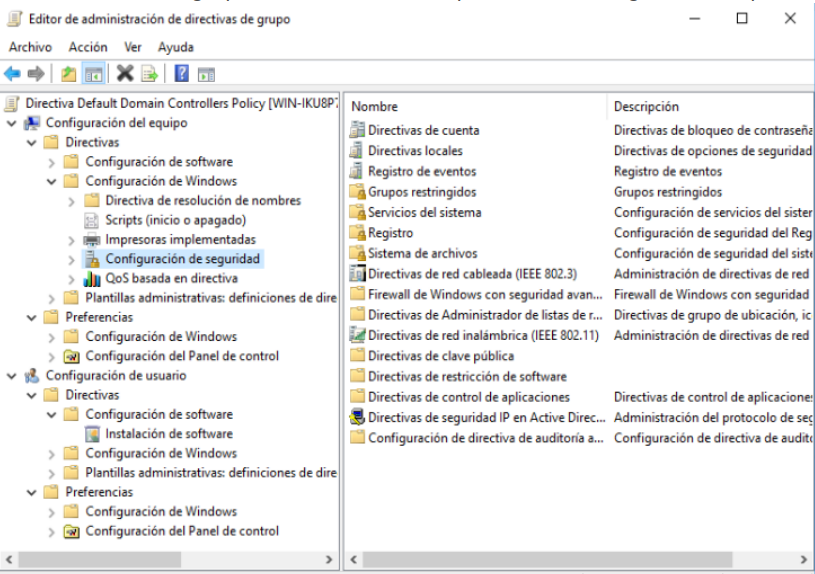 Editor de administración de directivas de grupo
Archivo Acción Ver Ayuda
Directiva Default Domain Controllers Policy [WIN-IKU8P7
Configuración del equipo
Directivas
Configuración de software
Configuración de Windows
Directiva de resolución de nombres
Scripts (inicio o apagado)
Impresoras implementadas
Configuración de seguridad
QoS basada en directiva
Plantillas administrativas: definiciones de dire
Preferencias
Configuración de Windows
Configuración del Panel de control
Configuración de usuario
Directivas
Configuración de software
Instalación de software
Configuración de Windows
Plantillas administrativas: definiciones de dire
Preferencias
Configuración de Windows
Configuración del Panel de control
Nombre Descripción
Directivas de cuenta Directivas de bloqueo de contraseña
Directivas locales Directivas de opciones de seguridad
Registro de eventos Registro de eventos
Grupos restringidos Grupos restringidos
Servicios del sistema Configuración de servicios del sister
Registro Configuración de seguridad del Reg
Sistema de archivos Configuración de seguridad del siste
Directivas de red cableada (IEEE 802.3) Administración de directivas de red
Firewall de Windows con seguridad avan... Firewall de Windows con seguridad
Directivas de Administrador de listas de r... Directivas de grupo de ubicación, ic
Directivas de red inalámbrica (IEEE 802.11) Administración de directivas de red
Directivas de clave pública
Directivas de restricción de software
Directivas de control de aplicaciones Directivas de control de aplicaciones
Directivas de seguridad IP en Active Direc... Administración del protocolo de seg
Configuración de directiva de auditoría a... Configuración de directiva de audito